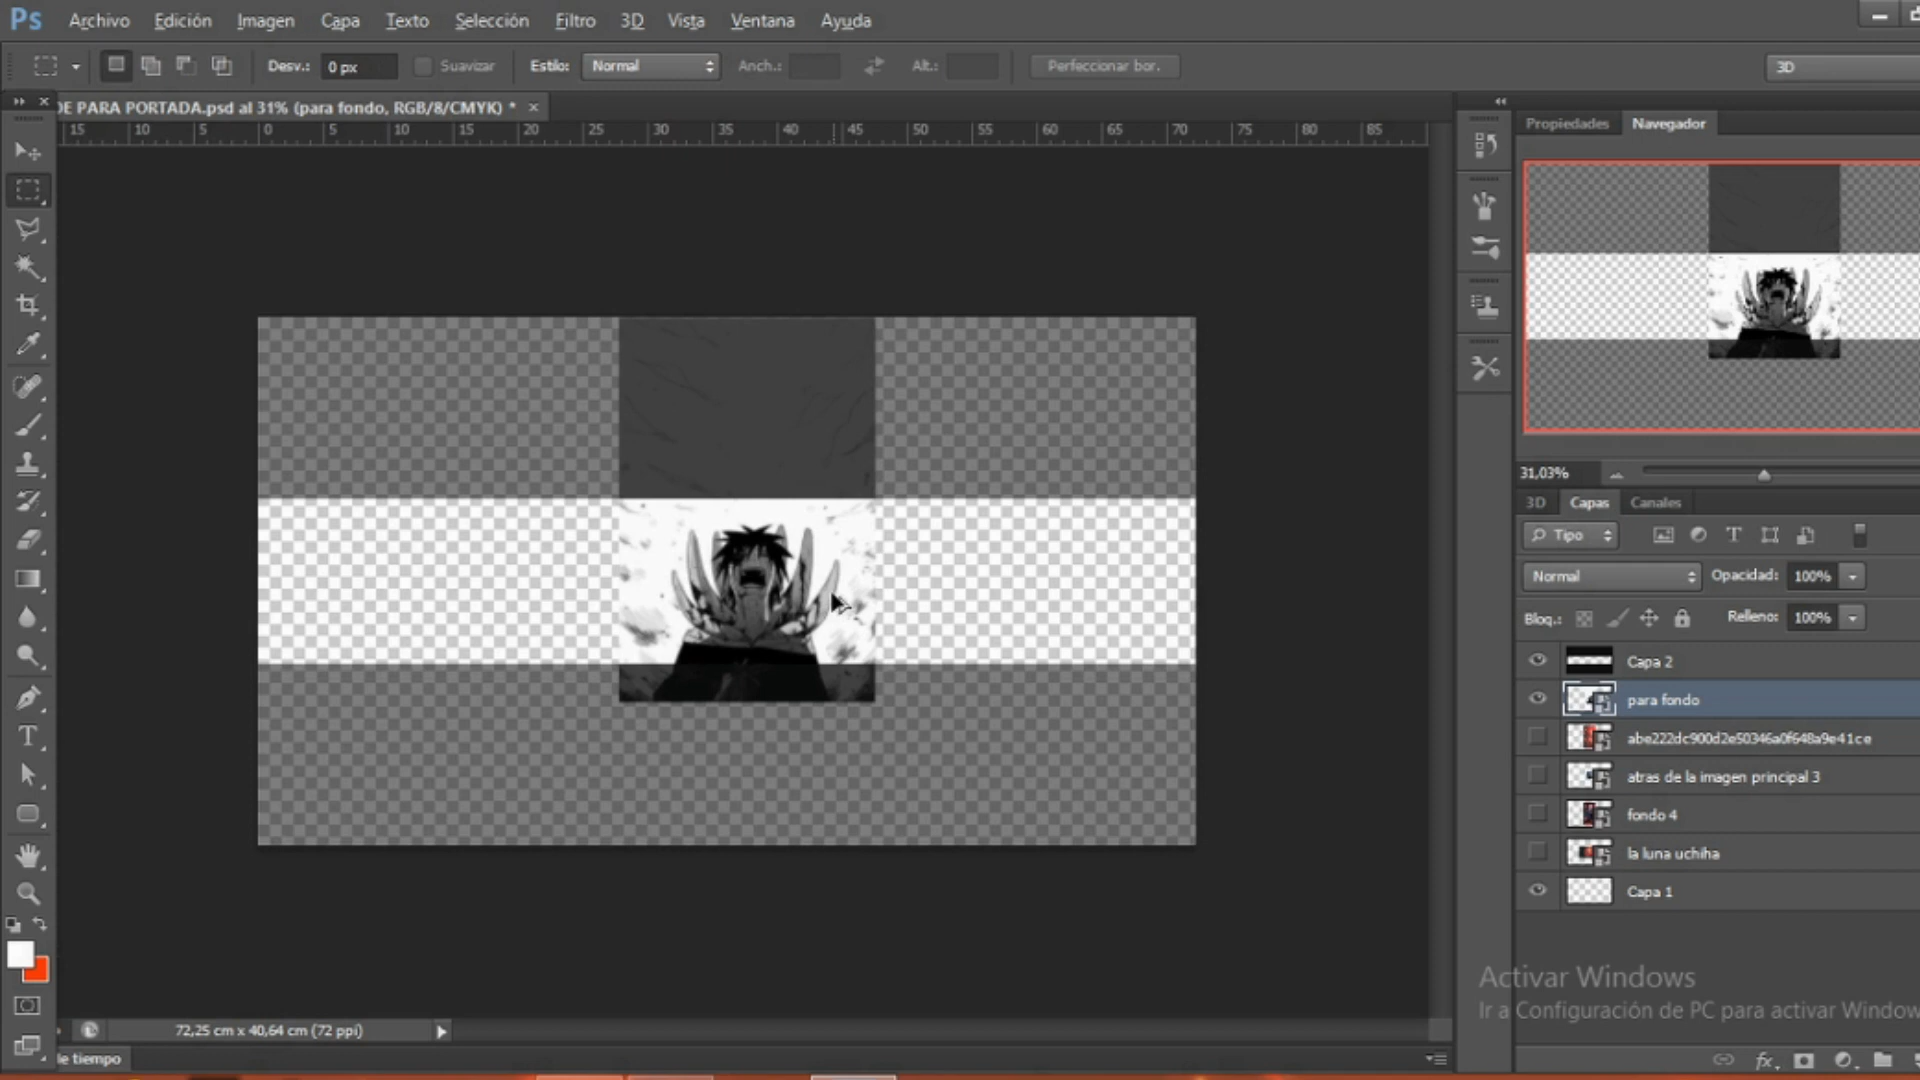 Ps Archivo Edición Imagen Capa Texto Selección Filtro 3D Vista Ventana Ayuda
Desv.: 0 px Suavizar Estilo: Normal Anch.: Alt.: Perfeccionar bor. 3D
DE PARA PORTADA.psd al 31% (para fondo, RGB/8/CMYK) * ×
15 10 5 0 5 10 15 20 25 30 35 40 45 50 55 60 65 70 75 80 85
Propiedades Navegador
31,03%
3D Capas Canales
Tipo
Normal Opacidad: 100%
Bloq.: Relleno: 100%
Capa 2
para fondo
abe222dc900d2e50346a0f648a9e41ce
atras de la imagen principal 3
fondo 4
la luna uchiha
Capa 1
Activar Windows
Ir a Configuración de PC para activar Window
72,25 cm x 40,64 cm (72 ppi)
de tiempo
fx